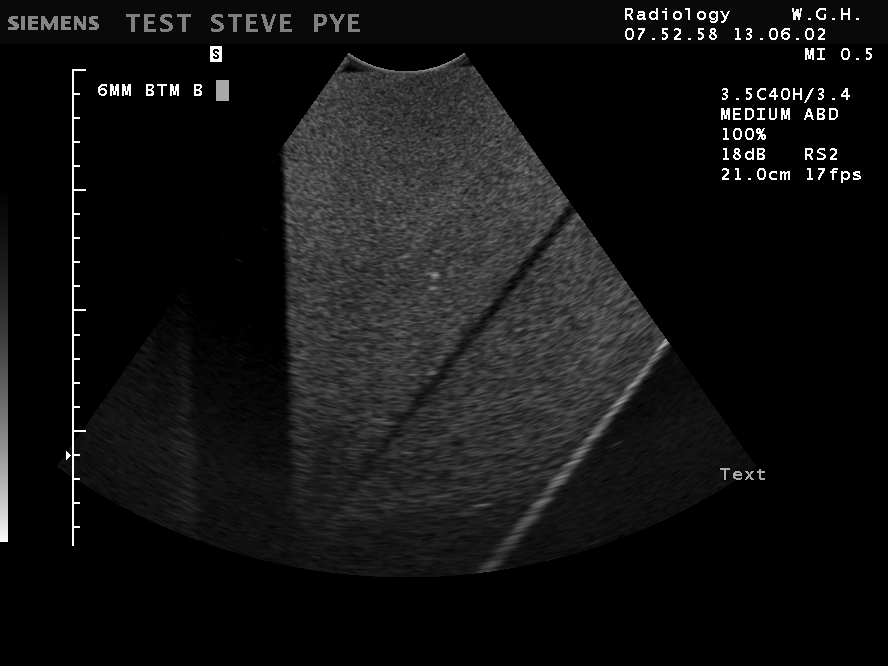 SIEMENS TEST STEVE PYE
Radiology W.G.H.
07.52.58 13.06.02
MI 0.5
S
6MM BTM B
3.5C40H/3.4
MEDIUM ABD
100%
18dB RS2
21.0cm 17fps
Text